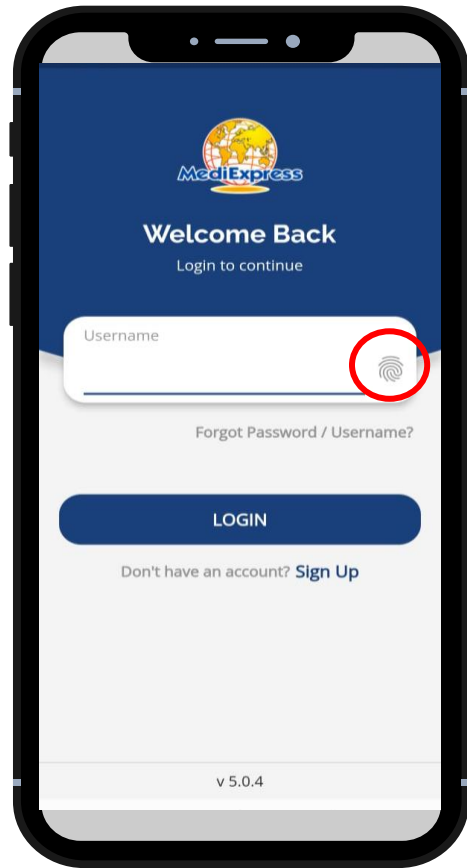 MediExpress
Welcome Back
Login to continue
Username
Forgot Password / Username?
LOGIN
Don't have an account? Sign Up
v 5.0.4